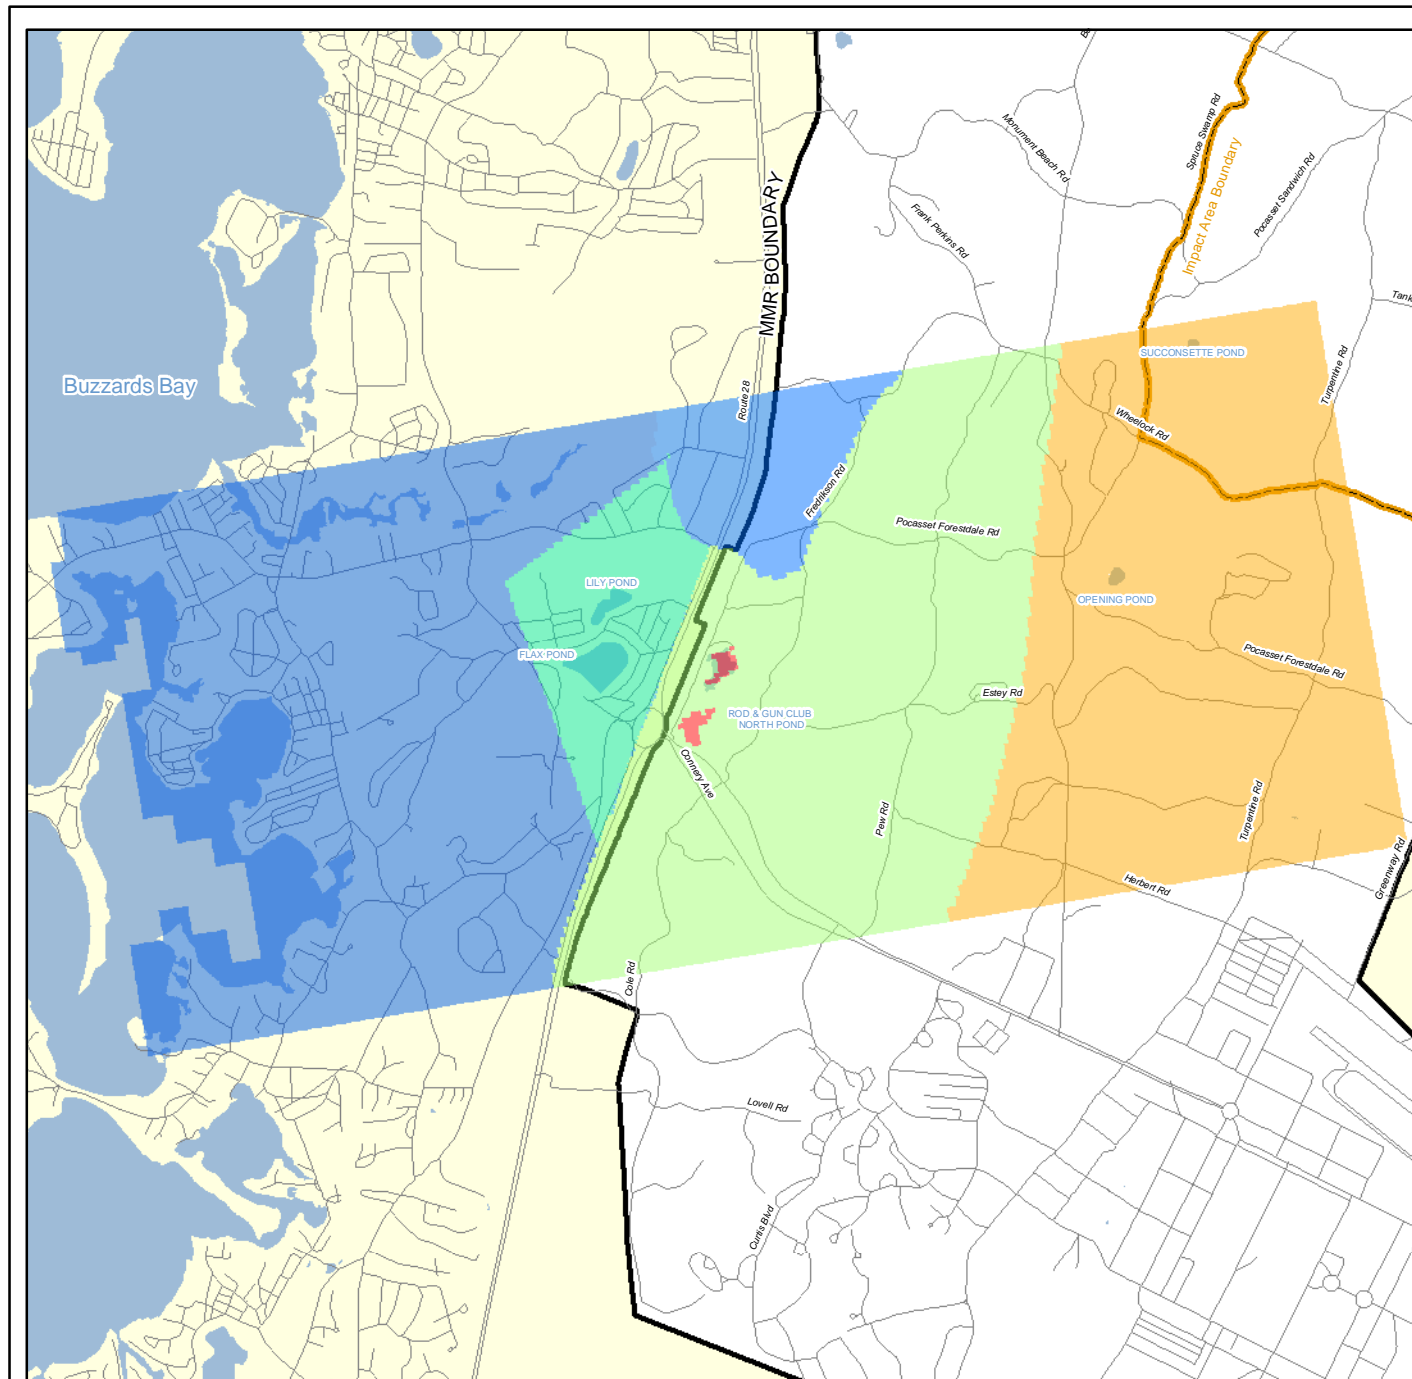 Monument Beach Rd
Spruce Swamp Rd
Impact Area Boundary
Pocasset Sandwich Rd
Frank Perkins Rd
MMR BOUNDARY
Tank
SUCCONSETTE POND
Turpentine Rd
Buzzards Bay
Route 28
Wheelock Rd
Fredrikson Rd
Pocasset Forestdale Rd
LILY POND
OPENING POND
FLAX POND
Pocasset Forestdale Rd
Estey Rd
ROD & GUN CLUB
NORTH POND
Connery Ave
Pew Rd
Turpentine Rd
Greenway Rd
Herbert Rd
Cole Rd
Lovell Rd
Curtis Blvd